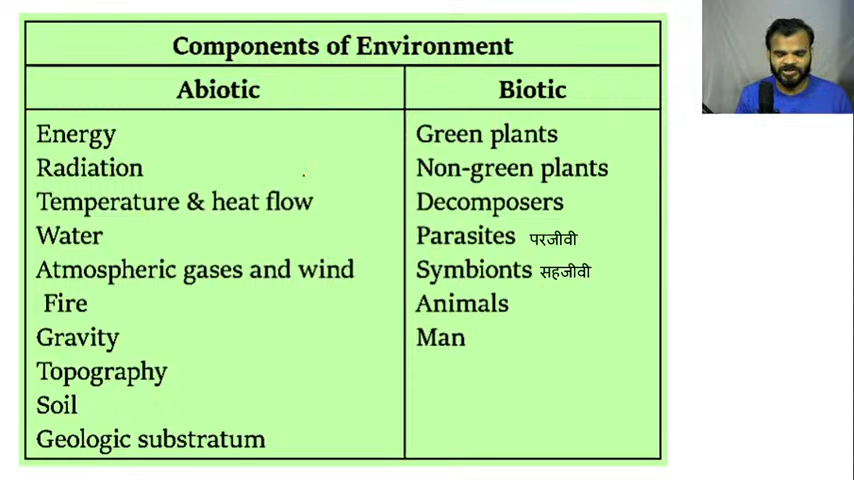 Components of Environment
Abiotic
Biotic
Energy
Radiation
Temperature & heat flow
Water
Atmospheric gases and wind
Fire
Gravity
Topography
Soil
Geologic substratum
Green plants
Non-green plants
Decomposers
Parasites परजीवी
Symbionts सहजीवी
Animals
Man